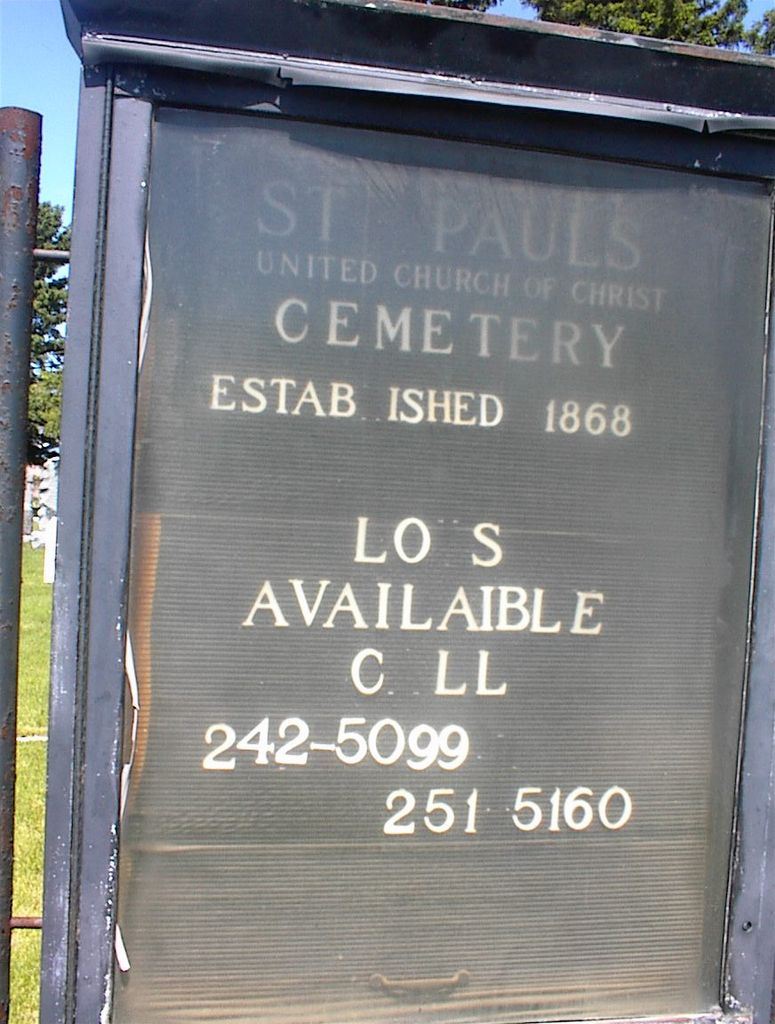 ST PAULS
UNITED CHURCH OF CHRIST
CEMETERY
ESTAB ISHED 1868
LO S
AVAILAIBLE
C LL
242-5099
251 5160